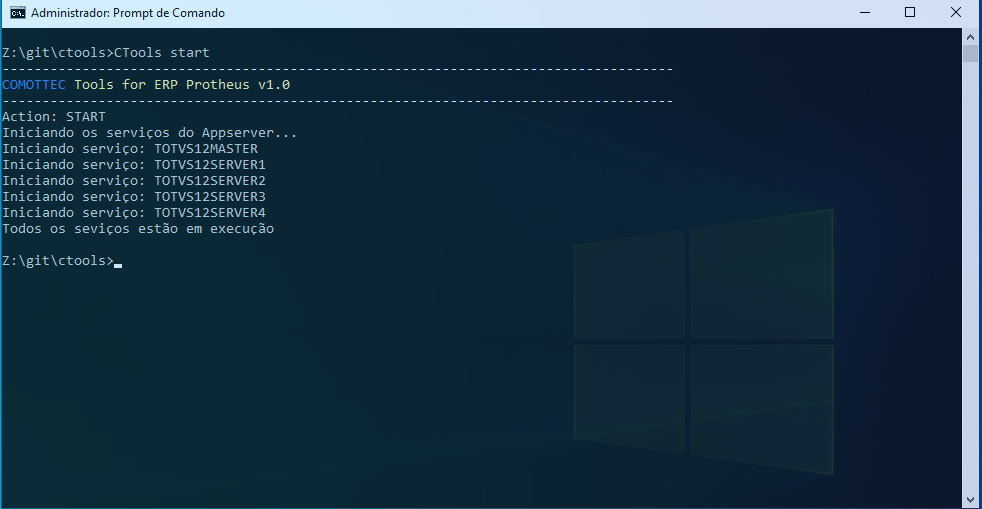 Administrador: Prompt de Comando
Z:\git\ctools>CTools start
------------------------------------------------------------------------------------
COMOTTEC Tools for ERP Protheus v1.0
------------------------------------------------------------------------------------
Action: START
Iniciando os serviços do Appserver...
Iniciando serviço: TOTVS12MASTER
Iniciando serviço: TOTVS12SERVER1
Iniciando serviço: TOTVS12SERVER2
Iniciando serviço: TOTVS12SERVER3
Iniciando serviço: TOTVS12SERVER4
Todos os seviços estão em execução
Z:\git\ctools>